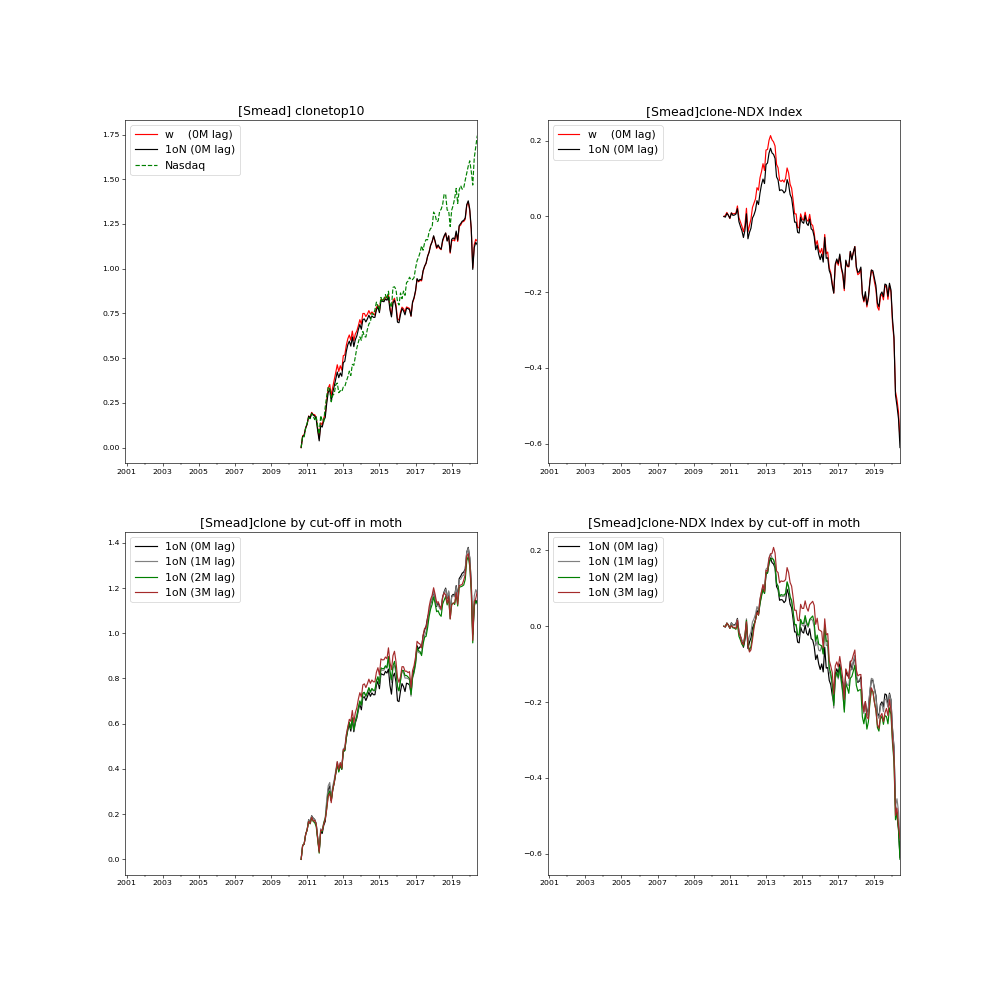 [Smead] clonetop10
w    (0M lag)
1oN (0M lag)
Nasdaq
1.75
1.50
1.25
1.00
0.75
0.50
0.25
0.00
2001 2003 2005 2007 2009 2011 2013 2015 2017 2019
[Smead]clone-NDX Index
w    (0M lag)
1oN (0M lag)
0.2
0.0
−0.2
−0.4
−0.6
2001 2003 2005 2007 2009 2011 2013 2015 2017 2019
[Smead]clone by cut-off in moth
1oN (0M lag)
1oN (1M lag)
1oN (2M lag)
1oN (3M lag)
1.4
1.2
1.0
0.8
0.6
0.4
0.2
0.0
2001 2003 2005 2007 2009 2011 2013 2015 2017 2019
[Smead]clone-NDX Index by cut-off in moth
1oN (0M lag)
1oN (1M lag)
1oN (2M lag)
1oN (3M lag)
0.2
0.0
−0.2
−0.4
−0.6
2001 2003 2005 2007 2009 2011 2013 2015 2017 2019